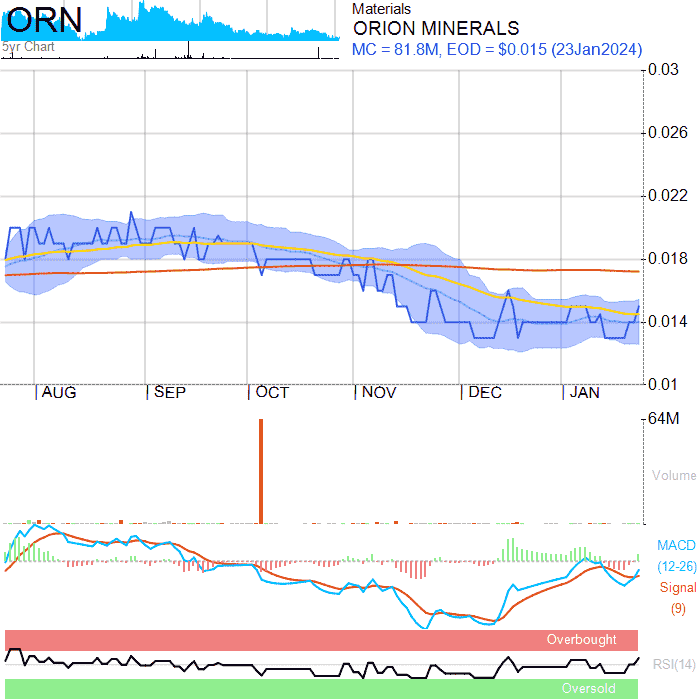 ORN
5yr Chart
Materials
ORION MINERALS
MC = 81.8M, EOD = $0.015 (23Jan2024)
0.03
0.026
0.022
0.018
0.014
0.01
AUG SEP OCT NOV DEC JAN
64M
Volume
MACD
(12-26)
Signal
(9)
Overbought
RSI(14)
Oversold